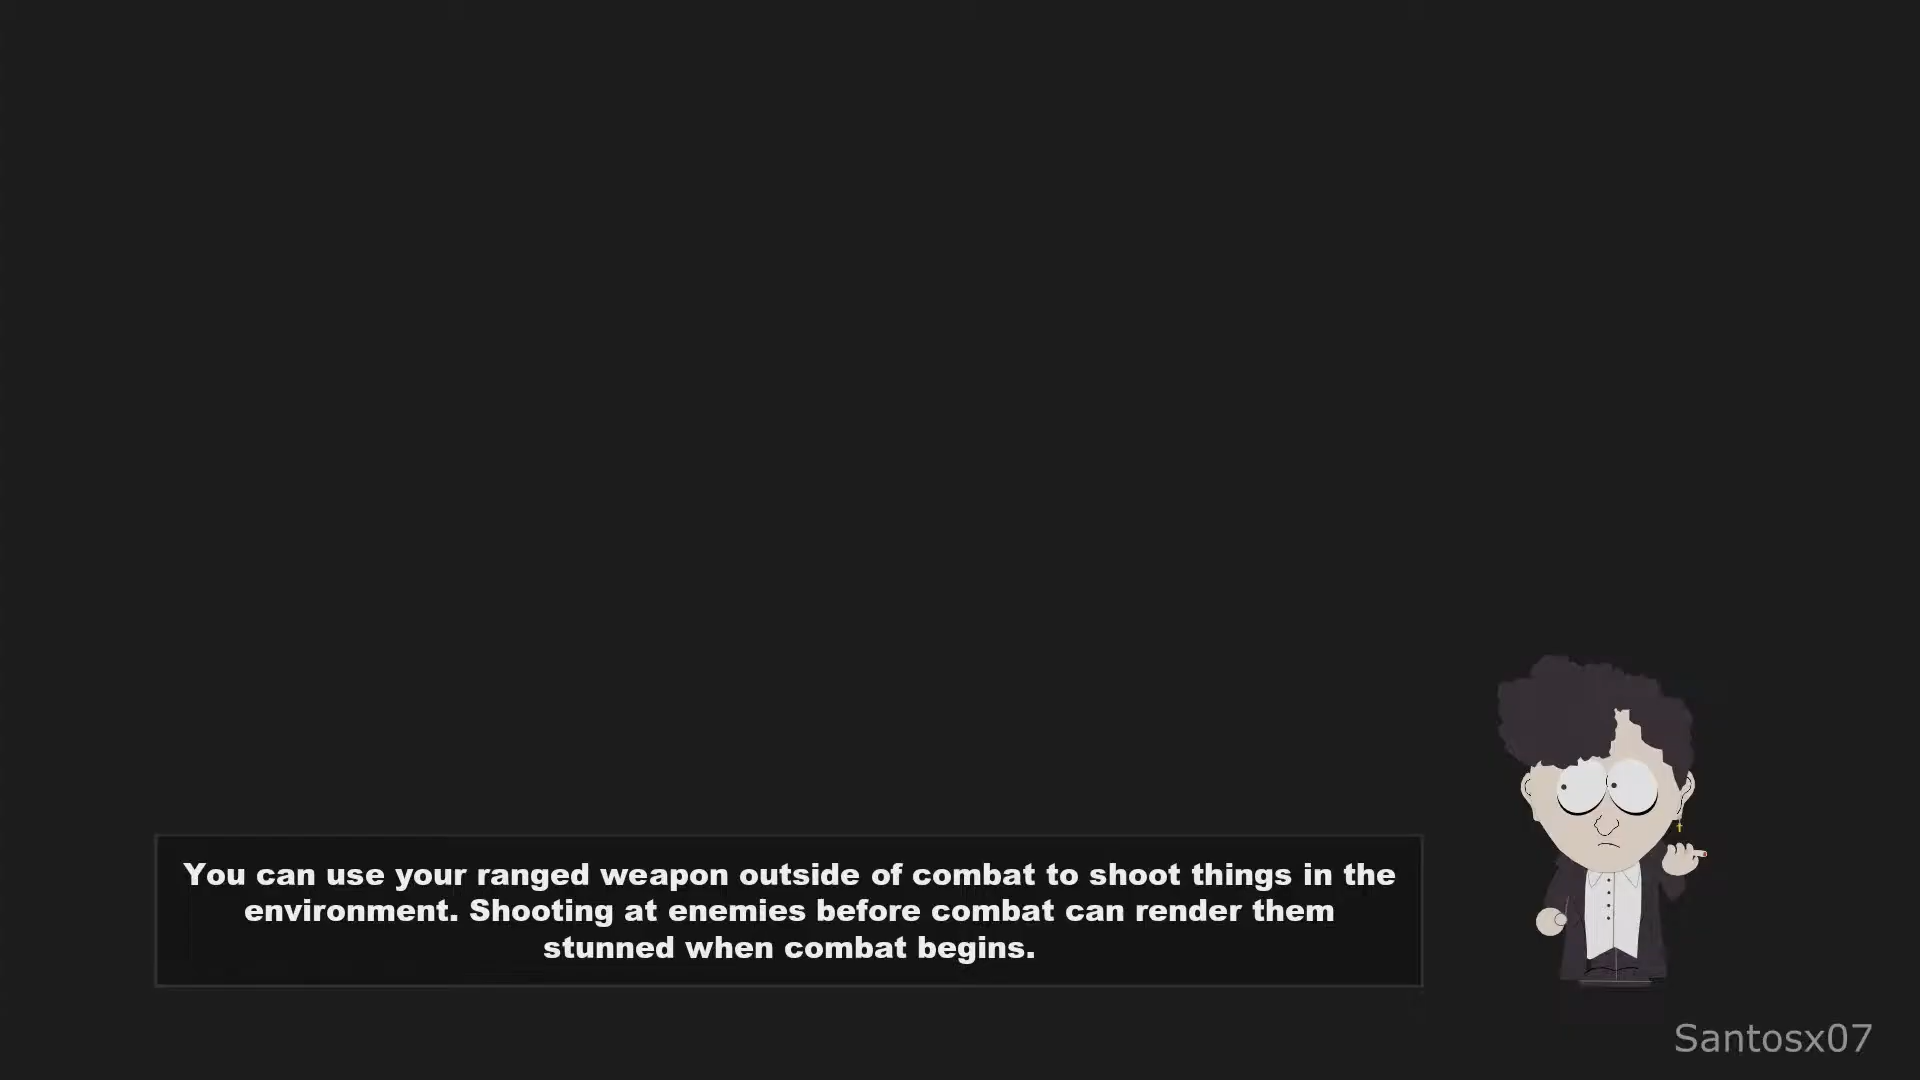 You can use your ranged weapon outside of combat to shoot things in the
environment. Shooting at enemies before combat can render them
stunned when combat begins.
Santosx07